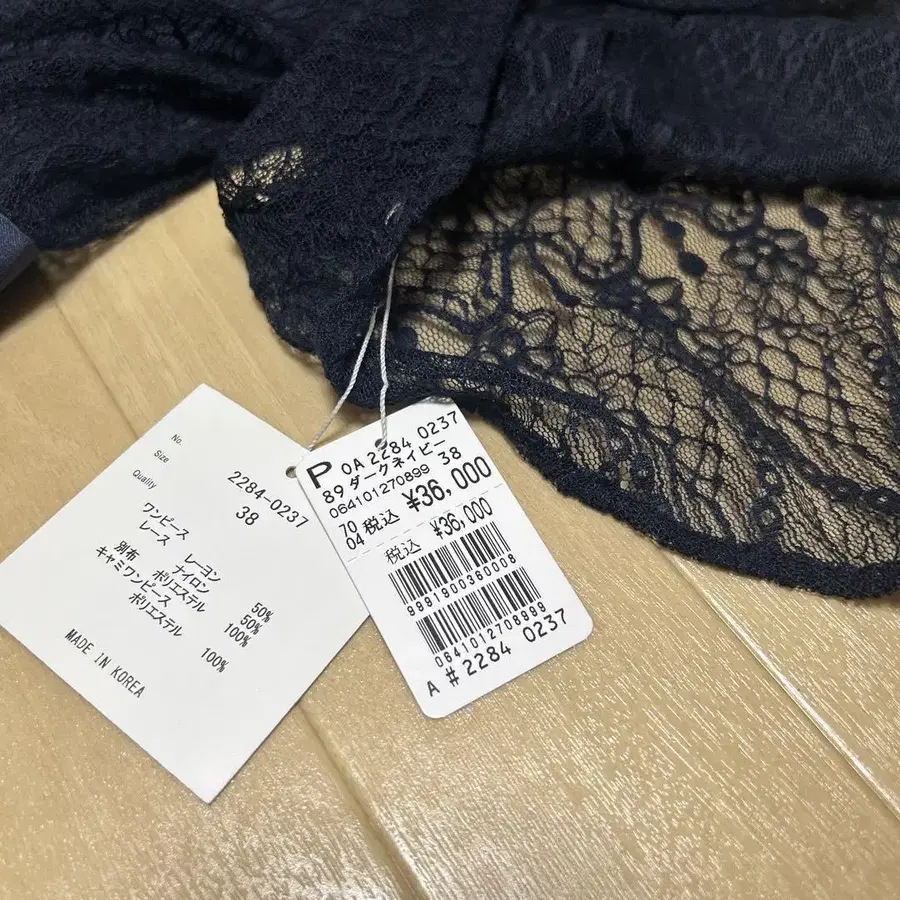 No.
2284-0237
Size
38
Quality
ワンピース
レース レーヨン 50%
ナイロン 50%
別布 ポリエステル 100%
キャミワンピース
ポリエステル 100%
MADE IN KOREA
P 0A 2284 0237
89 ダークネイビー 38
064101270899
70
04 税込 ¥36,000
税込 ¥36,000
9991900360008
0641012708999
A # 2284 0237